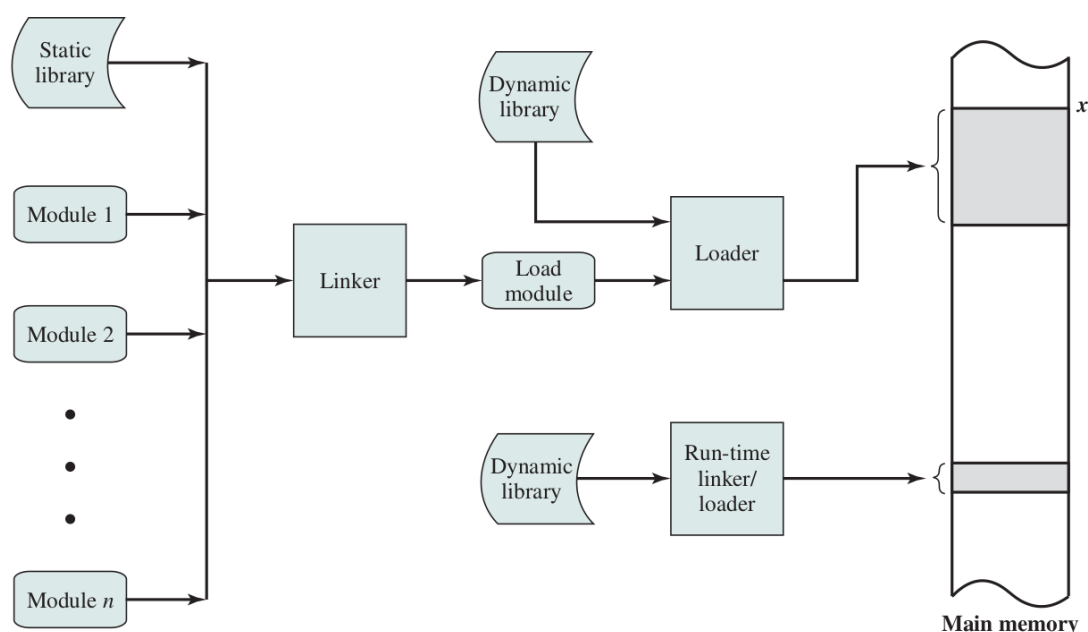 Static
library
Module 1
Module 2
Module n
Linker
Dynamic
library
Load
module
Loader
Dynamic
library
Run-time
linker/
loader
x
Main memory